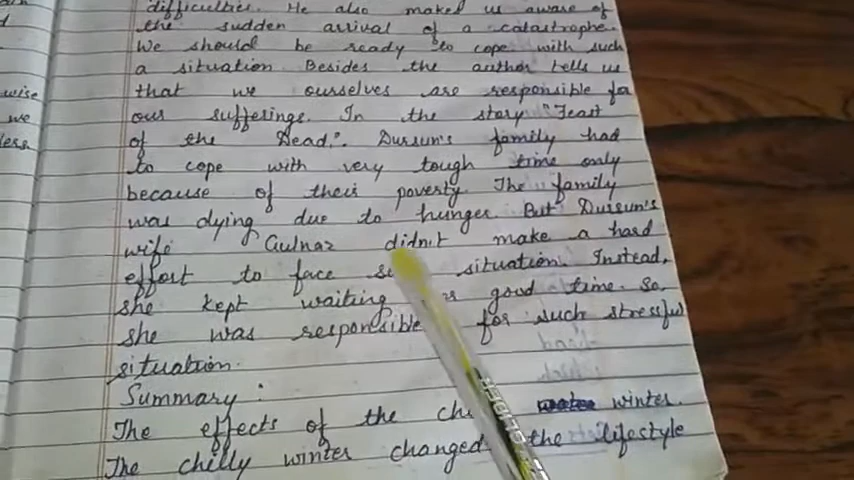 wise
we
less.
difficulties. He also makes us aware of
the sudden arrival of a catastrophe.
We should be ready to cope with such
a situation Besides the author tells us
that we ourselves are responsible for
our sufferings. In the story "Feast
of the Dead". Dursun's family had
to cope with very tough time only
because of their poverty. The family
was dying due to hunger. But Dursun's
wife Gulnaz didn't make a hard
effort to face situation. Instead,
she kept waiting good time. So
she was responsible for such stressful
situation.
Summary :
The effects of the winter.
The chilly winter changed the lifestyle